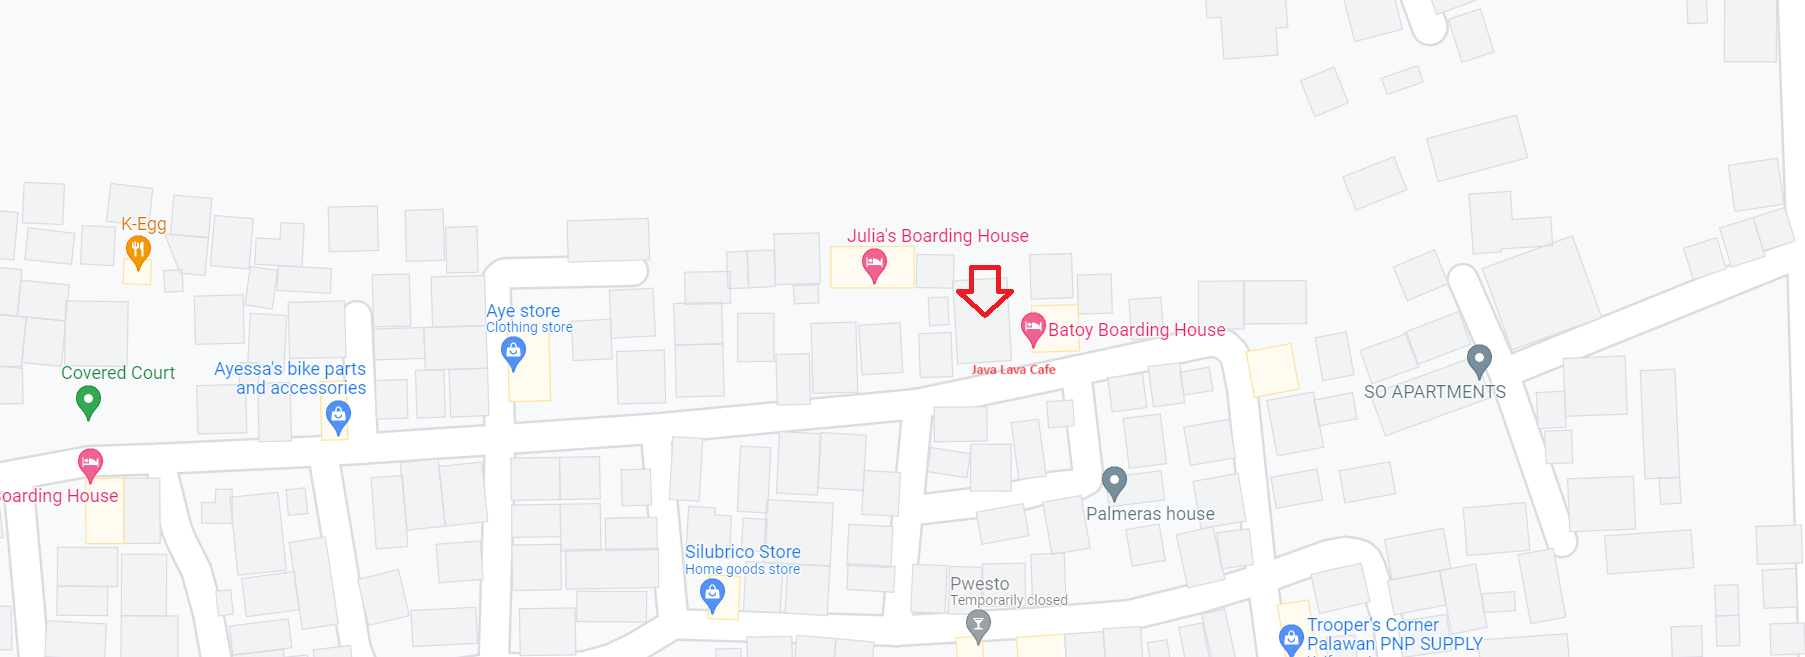 K-Egg
Julia's Boarding House
Aye store
Clothing store
Batoy Boarding House
Java Lava Cafe
Covered Court
Ayessa's bike parts
and accessories
SO APARTMENTS
oarding House
Palmeras house
Silubrico Store
Home goods store
Pwesto
Temporarily closed
Trooper's Corner
Palawan PNP SUPPLY